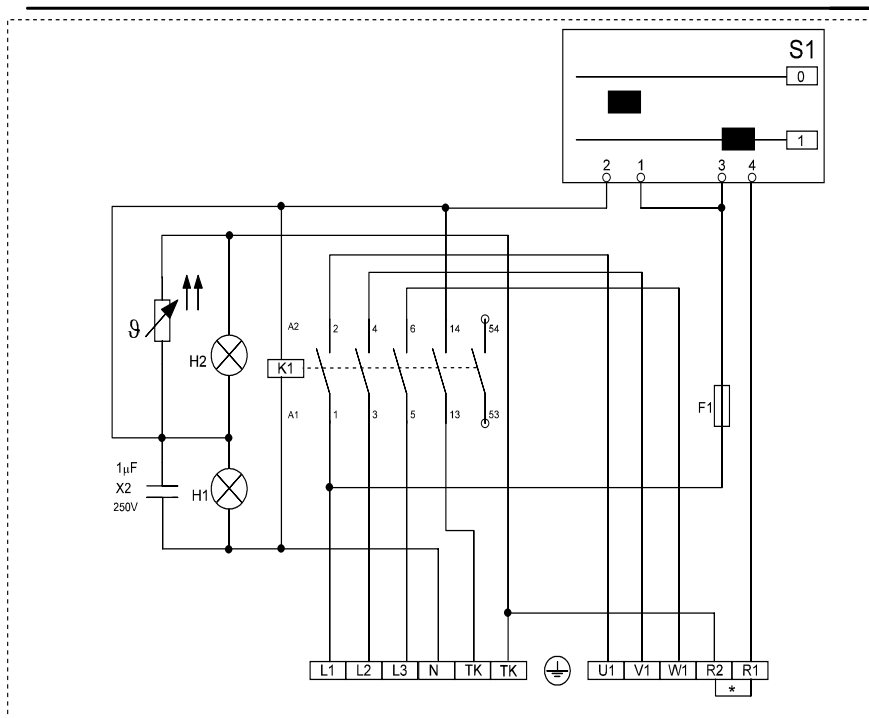 S1
0
1
2 1 3 4
A2 2 4 6 14 54
ϑ
H2 K1
A1 1 3 5 13 53
F1
1μF
X2
250V
H1
L1 L2 L3 N TK TK U1 V1 W1 R2 R1
*